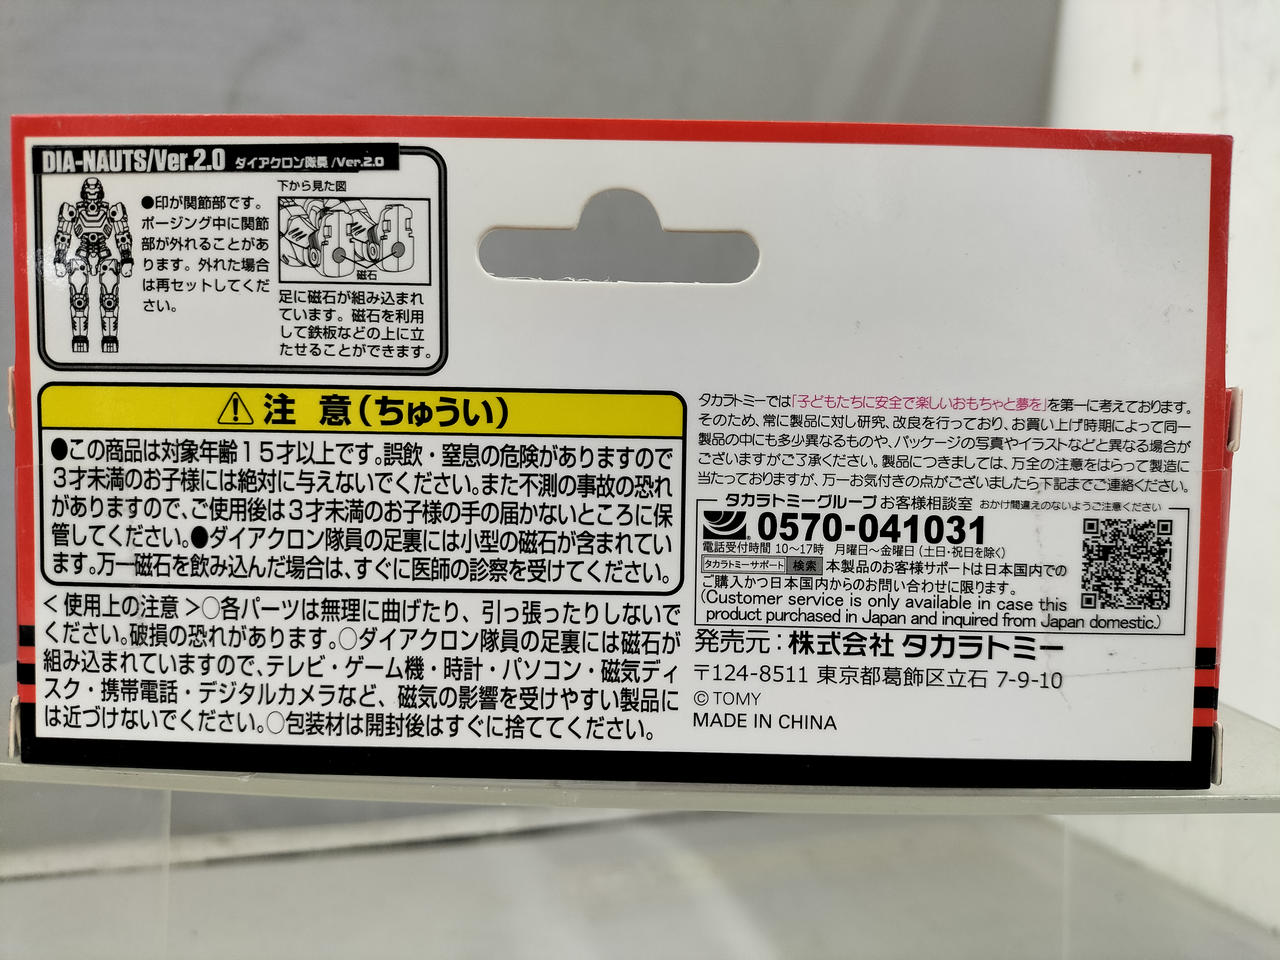 DIA-NAUTS/Ver.2.0 ダイアクロン隊員/Ver.2.0
●印が関節部です。
ポージング中に関節
部が外れることがあ
ります。外れた場合
は再セットしてくだ
さい。
下から見た図
磁石
足に磁石が組み込まれ
ています。磁石を利用
して鉄板などの上に立
たせることができます。
注 意(ちゅうい)
●この商品は対象年齢15才以上です。誤飲・窒息の危険がありますので
3才未満のお子様には絶対に与えないでください。また不測の事故の恐れ
がありますので、ご使用後は3才未満のお子様の手の届かないところに保
管してください。●ダイアクロン隊員の足裏には小型の磁石が含まれてい
ます。万一磁石を飲み込んだ場合は、すぐに医師の診察を受けてください。
<使用上の注意>○各パーツは無理に曲げたり、引っ張ったりしないで
ください。破損の恐れがあります。○ダイアクロン隊員の足裏には磁石が
組み込まれていますので、テレビ・ゲーム機・時計・パソコン・磁気ディ
スク・携帯電話・デジタルカメラなど、磁気の影響を受けやすい製品に
は近づけないでください。○包装材は開封後はすぐに捨ててください。
タカラトミーでは「子どもたちに安全で楽しいおもちゃと夢を」を第一に考えております。
そのため、常に製品に対し研究、改良を行っており、お買い上げ時期によって同一
製品の中にも多少異なるものや、パッケージの写真やイラストなどと異なる場合が
ございますがご了承ください。製品につきましては、万全の注意をはらって製造に
当たっておりますが、万一お気付きの点がございましたら下記までご連絡ください。
タカラトミーグループ お客様相談室 おかけ間違えのないようご注意ください
0570-041031
電話受付時間 10〜17時 月曜日〜金曜日(土日・祝日を除く)
タカラトミーサポート 検索 本製品のお客様サポートは日本国内での
ご購入かつ日本国内からのお問い合わせに限ります。
(Customer service is only available in case this
product purchased in Japan and inquired from Japan domestic.)
発売元：株式会社 タカラトミー
〒124-8511 東京都葛飾区立石 7-9-10
©TOMY
MADE IN CHINA